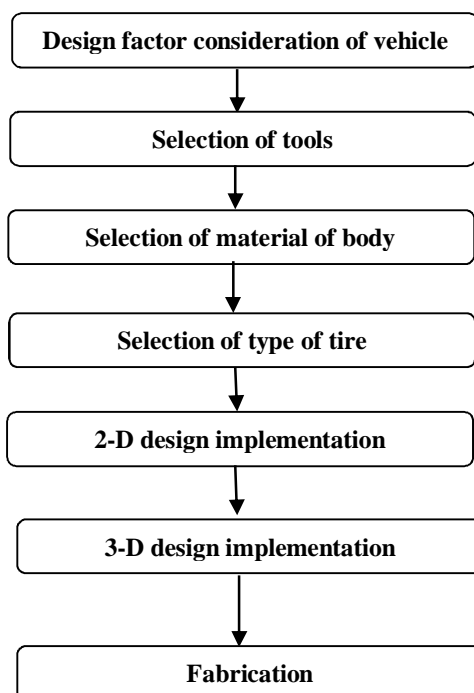 Design factor consideration of vehicle
Selection of tools
Selection of material of body
Selection of type of tire
2-D design implementation
3-D design implementation
Fabrication